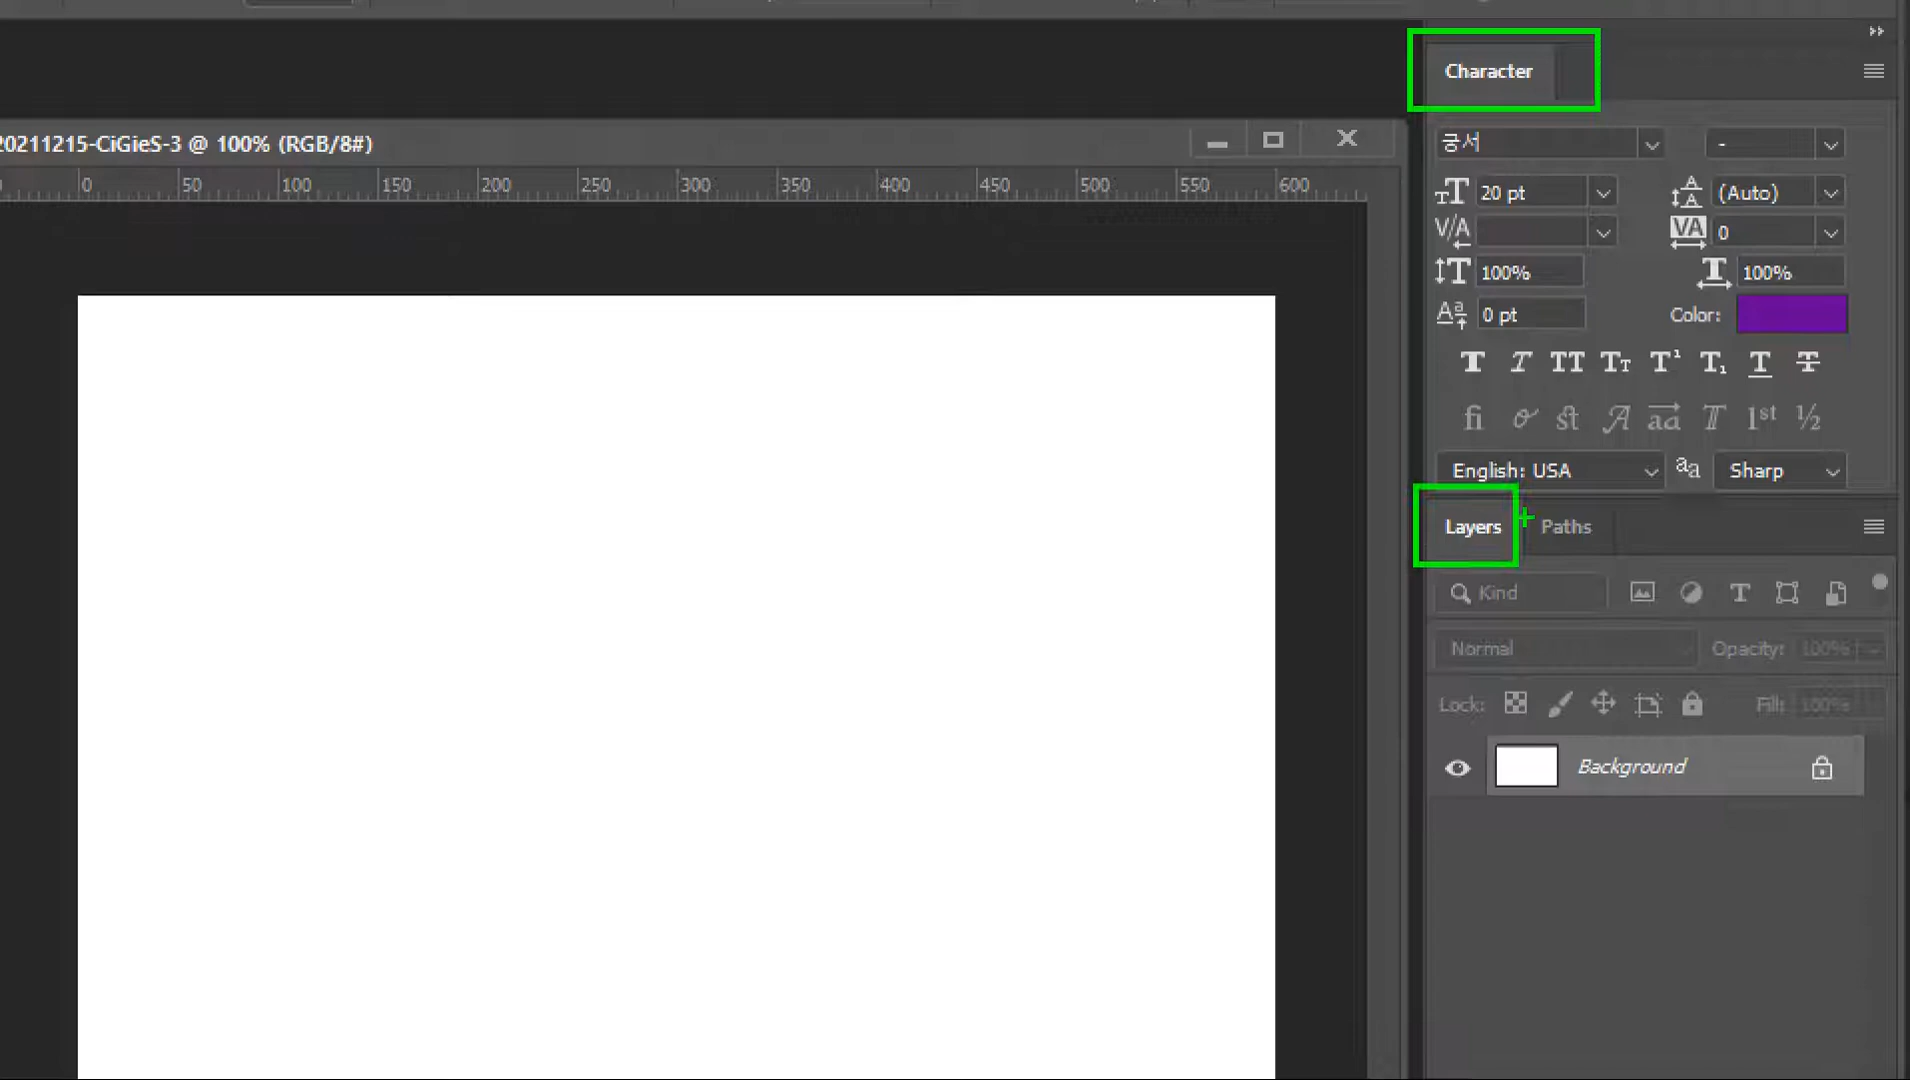 Character
20211215-CiGieS-3 @ 100% (RGB/8#)
궁서 -
0 50 100 150 200 250 300 350 400 450 500 550 600
20 pt (Auto)
0
100% 100%
0 pt Color:
English: USA Sharp
Layers Paths
Kind
Normal Opacity: 100%
Lock: Fill: 100%
Background